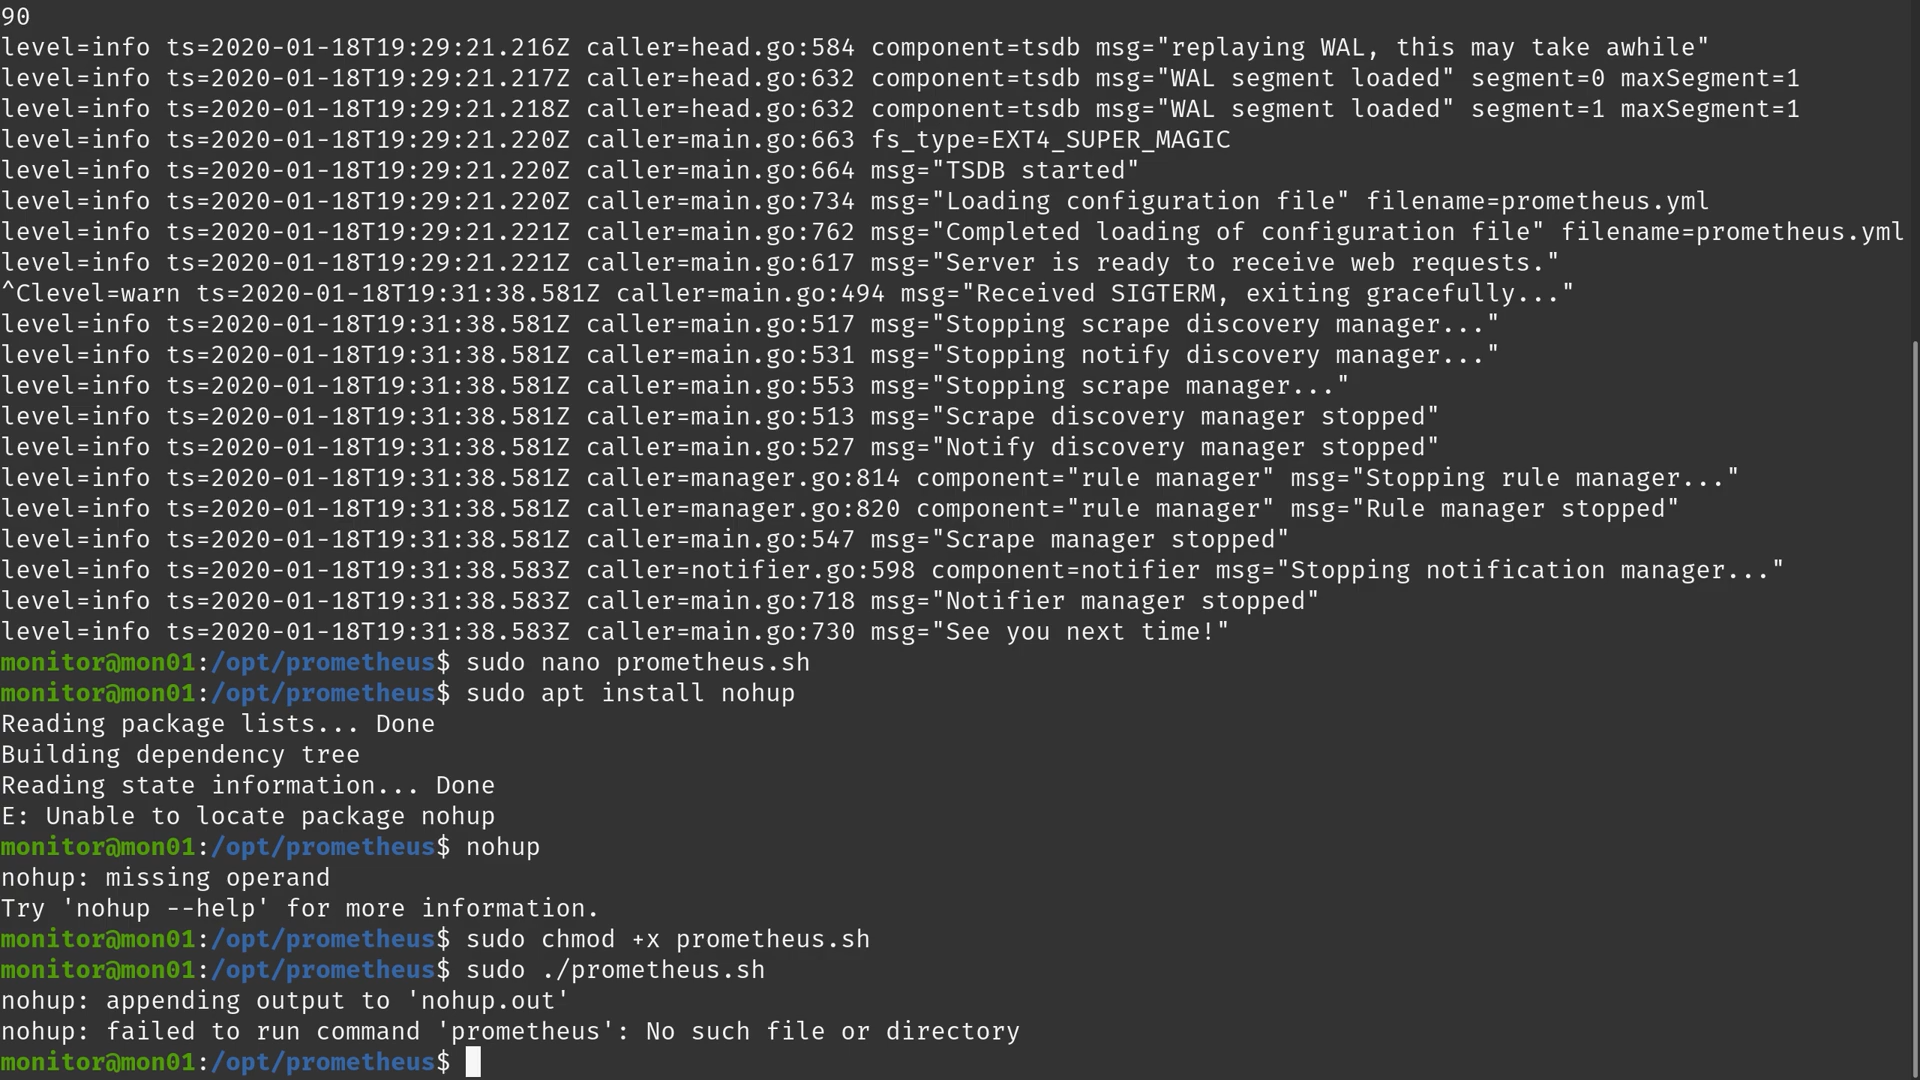 90
level=info ts=2020-01-18T19:29:21.216Z caller=head.go:584 component=tsdb msg="replaying WAL, this may take awhile"
level=info ts=2020-01-18T19:29:21.217Z caller=head.go:632 component=tsdb msg="WAL segment loaded" segment=0 maxSegment=1
level=info ts=2020-01-18T19:29:21.218Z caller=head.go:632 component=tsdb msg="WAL segment loaded" segment=1 maxSegment=1
level=info ts=2020-01-18T19:29:21.220Z caller=main.go:663 fs_type=EXT4_SUPER_MAGIC
level=info ts=2020-01-18T19:29:21.220Z caller=main.go:664 msg="TSDB started"
level=info ts=2020-01-18T19:29:21.220Z caller=main.go:734 msg="Loading configuration file" filename=prometheus.yml
level=info ts=2020-01-18T19:29:21.221Z caller=main.go:762 msg="Completed loading of configuration file" filename=prometheus.yml
level=info ts=2020-01-18T19:29:21.221Z caller=main.go:617 msg="Server is ready to receive web requests."
^Clevel=warn ts=2020-01-18T19:31:38.581Z caller=main.go:494 msg="Received SIGTERM, exiting gracefully..."
level=info ts=2020-01-18T19:31:38.581Z caller=main.go:517 msg="Stopping scrape discovery manager..."
level=info ts=2020-01-18T19:31:38.581Z caller=main.go:531 msg="Stopping notify discovery manager..."
level=info ts=2020-01-18T19:31:38.581Z caller=main.go:553 msg="Stopping scrape manager..."
level=info ts=2020-01-18T19:31:38.581Z caller=main.go:513 msg="Scrape discovery manager stopped"
level=info ts=2020-01-18T19:31:38.581Z caller=main.go:527 msg="Notify discovery manager stopped"
level=info ts=2020-01-18T19:31:38.581Z caller=manager.go:814 component="rule manager" msg="Stopping rule manager..."
level=info ts=2020-01-18T19:31:38.581Z caller=manager.go:820 component="rule manager" msg="Rule manager stopped"
level=info ts=2020-01-18T19:31:38.581Z caller=main.go:547 msg="Scrape manager stopped"
level=info ts=2020-01-18T19:31:38.583Z caller=notifier.go:598 component=notifier msg="Stopping notification manager..."
level=info ts=2020-01-18T19:31:38.583Z caller=main.go:718 msg="Notifier manager stopped"
level=info ts=2020-01-18T19:31:38.583Z caller=main.go:730 msg="See you next time!"
monitor@mon01:/opt/prometheus$ sudo nano prometheus.sh
monitor@mon01:/opt/prometheus$ sudo apt install nohup
Reading package lists... Done
Building dependency tree
Reading state information... Done
E: Unable to locate package nohup
monitor@mon01:/opt/prometheus$ nohup
nohup: missing operand
Try 'nohup --help' for more information.
monitor@mon01:/opt/prometheus$ sudo chmod +x prometheus.sh
monitor@mon01:/opt/prometheus$ sudo ./prometheus.sh
nohup: appending output to 'nohup.out'
nohup: failed to run command 'prometheus': No such file or directory
monitor@mon01:/opt/prometheus$